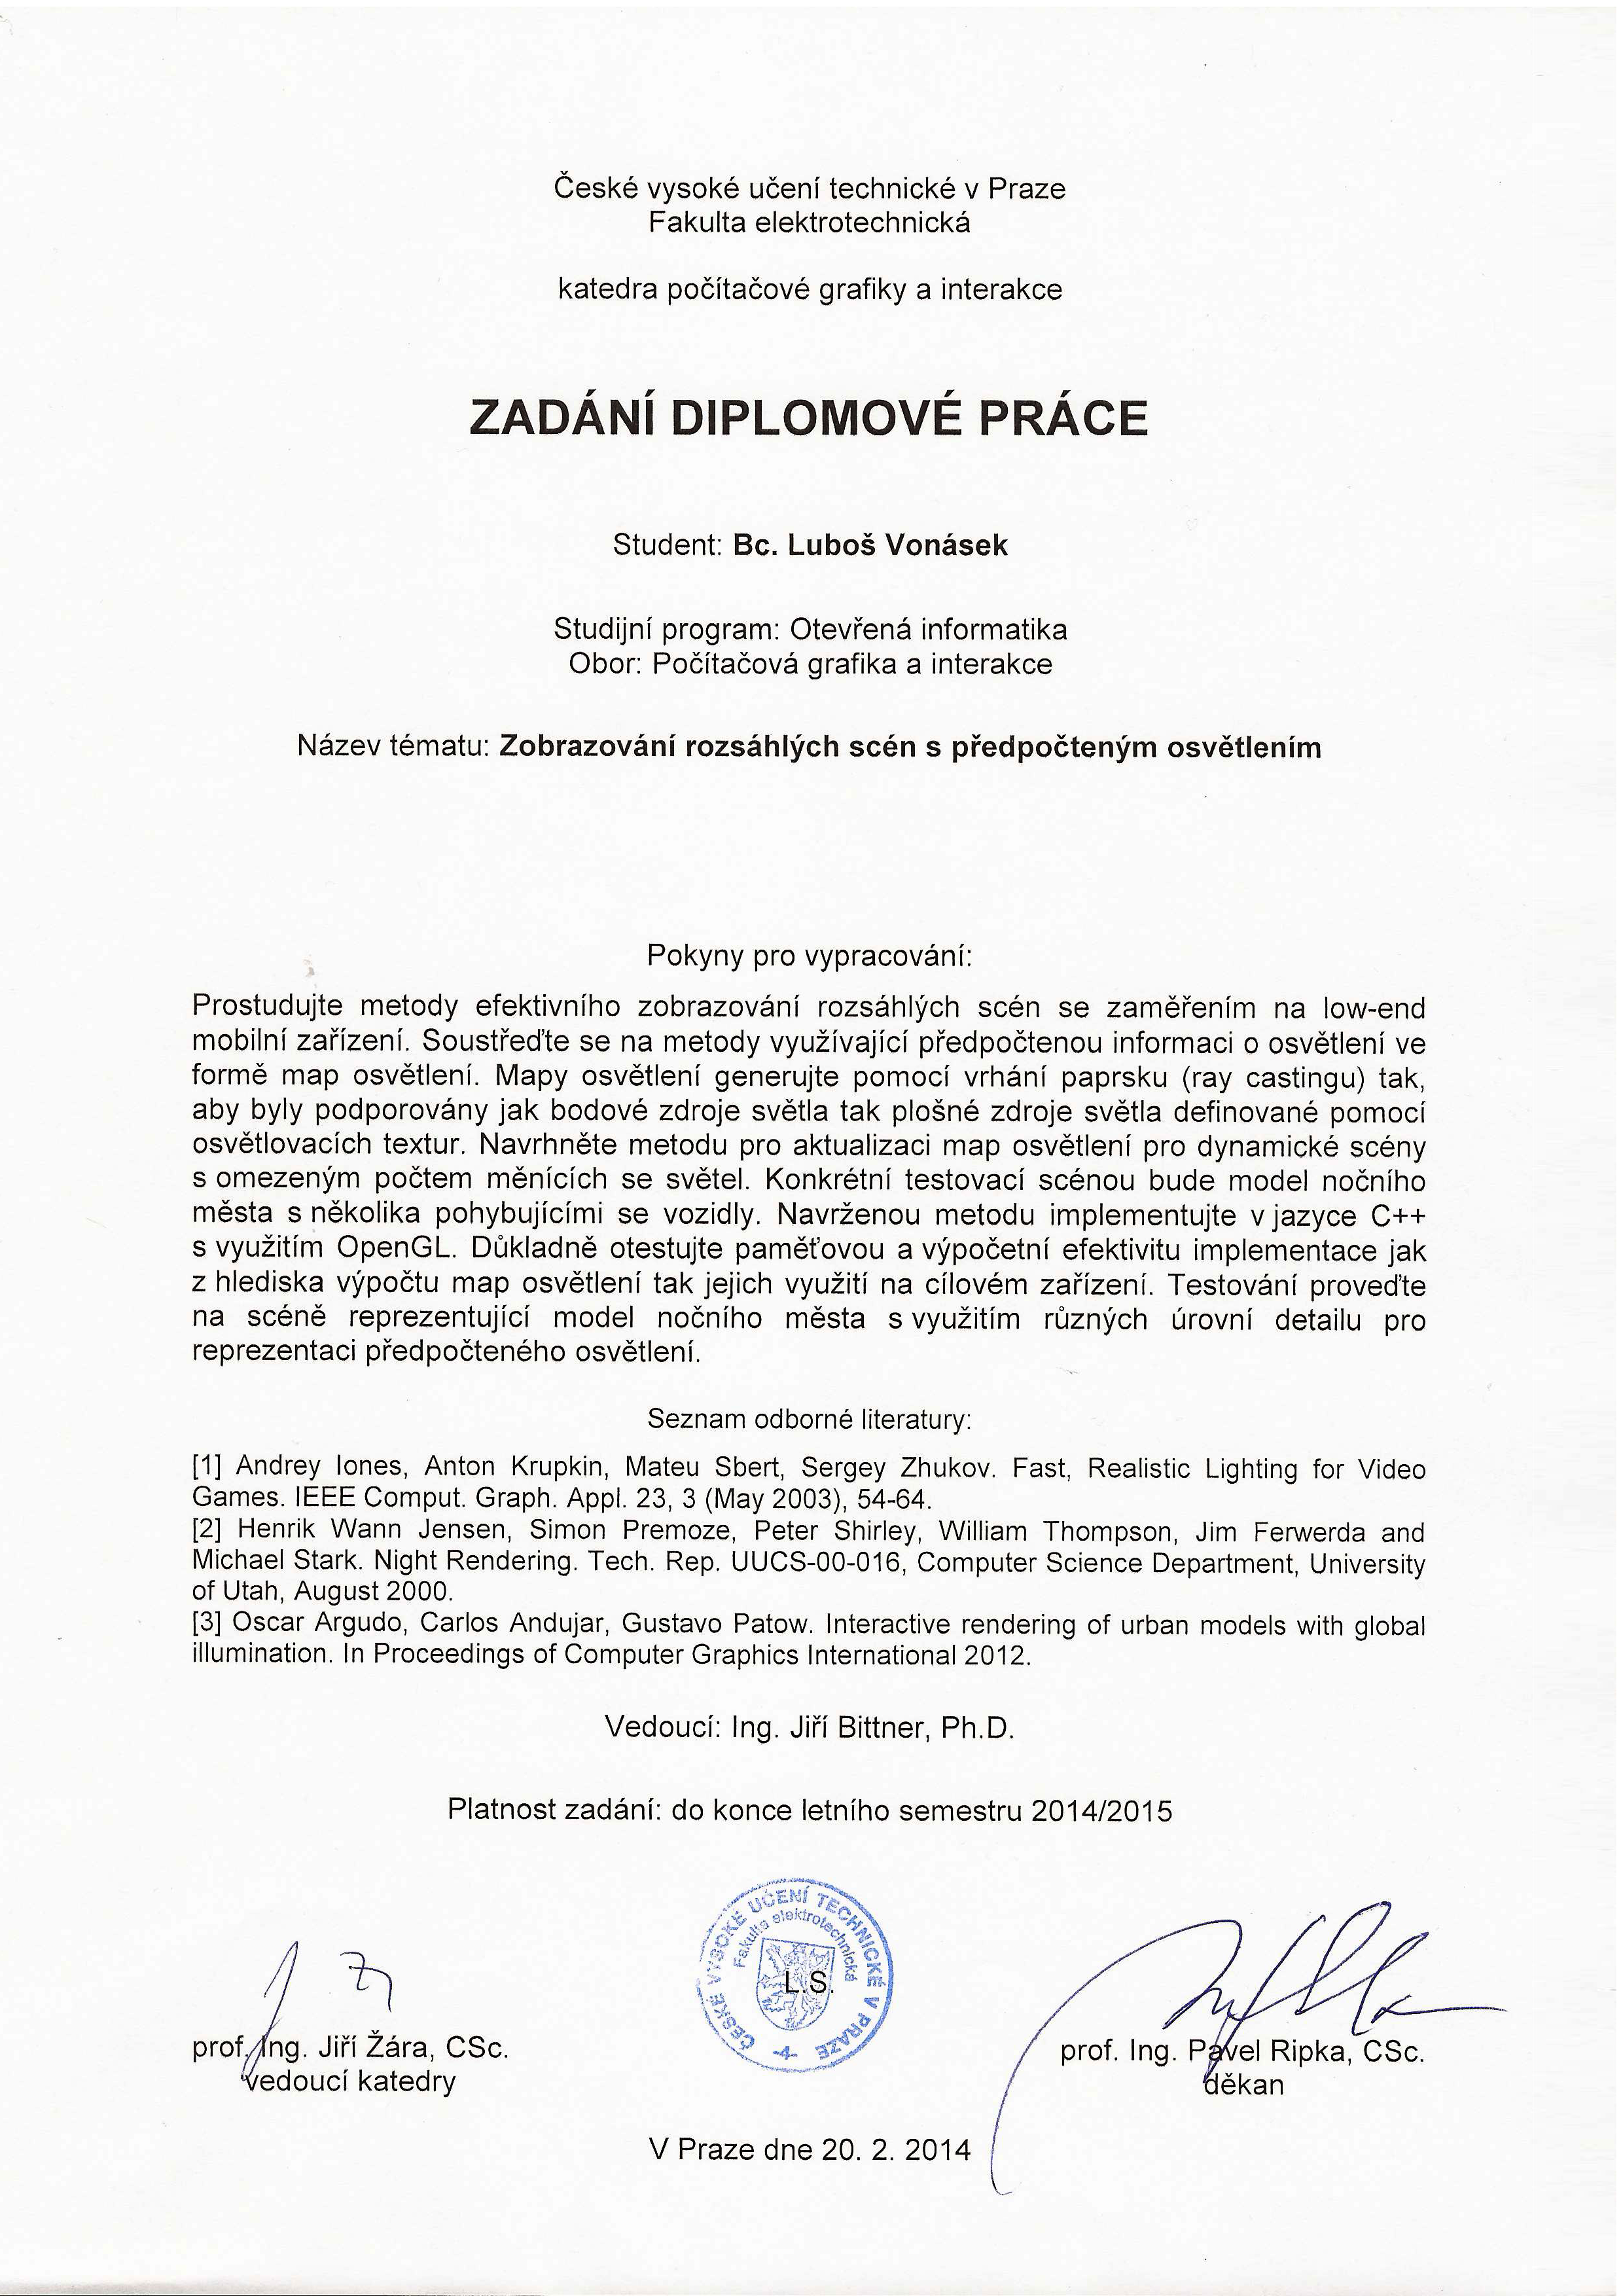 České vysoké učení technické v Praze
Fakulta elektrotechnická
katedra počítačové grafiky a interakce
ZADÁNÍ DIPLOMOVÉ PRÁCE
Student: Bc. Luboš Vonásek
Studijní program: Otevřená informatika
Obor: Počítačová grafika a interakce
Název tématu: Zobrazování rozsáhlých scén s předpočteným osvětlením
Pokyny pro vypracování:
Prostudujte metody efektivního zobrazování rozsáhlých scén se zaměřením na low-end
mobilní zařízení. Soustřeďte se na metody využívající předpočtenou informaci o osvětlení ve
formě map osvětlení. Mapy osvětlení generujte pomocí vrhání paprsku (ray castingu) tak,
aby byly podporovány jak bodové zdroje světla tak plošné zdroje světla definované pomocí
osvětlovacích textur. Navrhněte metodu pro aktualizaci map osvětlení pro dynamické scény
s omezeným počtem měnících se světel. Konkrétní testovací scénou bude model nočního
města s několika pohybujícími se vozidly. Navrženou metodu implementujte v jazyce C++
s využitím OpenGL. Důkladně otestujte paměťovou a výpočetní efektivitu implementace jak
z hlediska výpočtu map osvětlení tak jejich využití na cílovém zařízení. Testování proveďte
na scéně reprezentující model nočního města s využitím různých úrovní detailu pro
reprezentaci předpočteného osvětlení.
Seznam odborné literatury:
[1] Andrey Iones, Anton Krupkin, Mateu Sbert, Sergey Zhukov. Fast, Realistic Lighting for Video
Games. IEEE Comput. Graph. Appl. 23, 3 (May 2003), 54-64.
[2] Henrik Wann Jensen, Simon Premoze, Peter Shirley, William Thompson, Jim Ferwerda and
Michael Stark. Night Rendering. Tech. Rep. UUCS-00-016, Computer Science Department, University
of Utah, August 2000.
[3] Oscar Argudo, Carlos Andujar, Gustavo Patow. Interactive rendering of urban models with global
illumination. In Proceedings of Computer Graphics International 2012.
Vedoucí: Ing. Jiří Bittner, Ph.D.
Platnost zadání: do konce letního semestru 2014/2015
ČESKÉ VYSOKÉ UČENÍ TECHNICKÉ V PRAZE
Fakulta elektrotechnická
L.S.
-4-
prof. Ing. Jiří Žára, CSc.
vedoucí katedry
prof. Ing. Pavel Ripka, CSc.
děkan
V Praze dne 20. 2. 2014